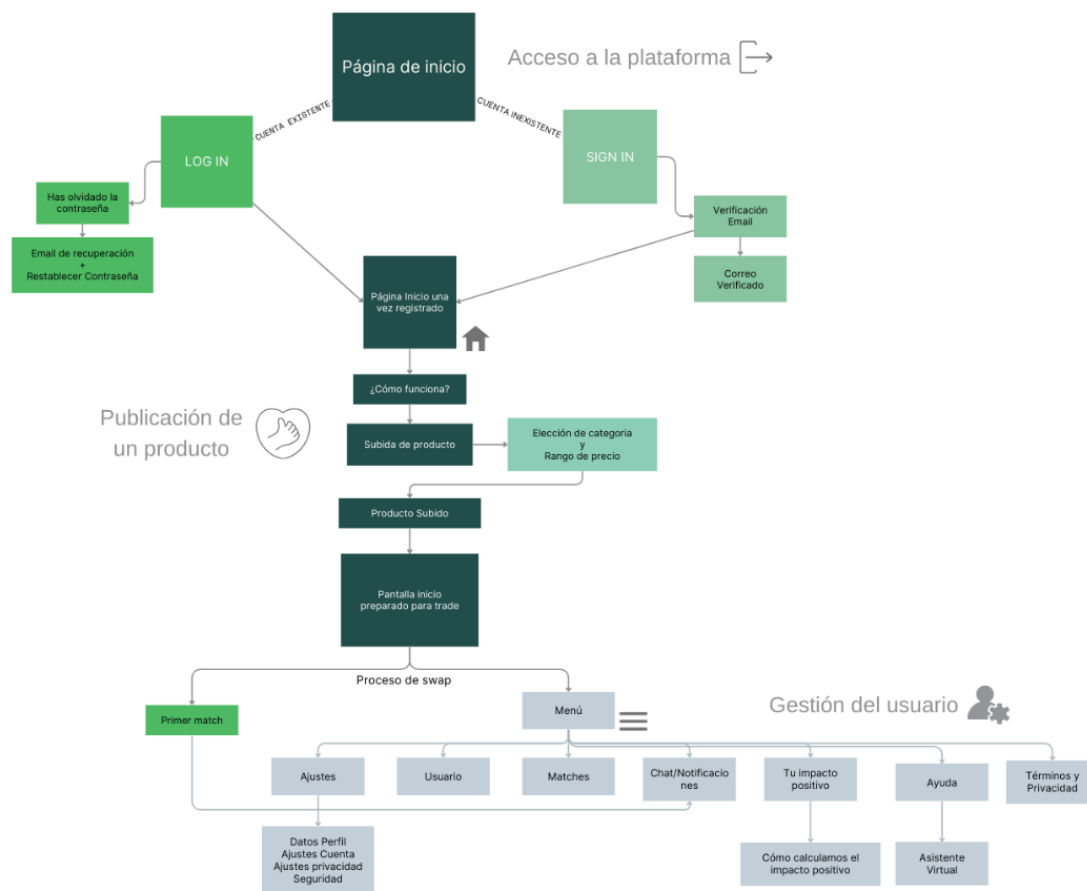 Página de inicio
Acceso a la plataforma
CUENTA EXISTENTE
CUENTA INEXISTENTE
LOG IN
SIGN IN
Has olvidado la
contraseña
Email de recuperación
+
Restablecer Contraseña
Verificación
Email
Correo
Verificado
Página Inicio una
vez registrado
¿Cómo funciona?
Publicación de
un producto
Subida de producto
Elección de categoria
y
Rango de precio
Producto Subido
Pantalla inicio
preparado para trade
Proceso de swap
Primer match
Menú
Gestión del usuario
Ajustes
Usuario
Matches
Chat/Notificacio
nes
Tu impacto
positivo
Ayuda
Términos y
Privacidad
Datos Perfil
Ajustes Cuenta
Ajustes privacidad
Seguridad
Cómo calculamos el
impacto positivo
Asistente
Virtual